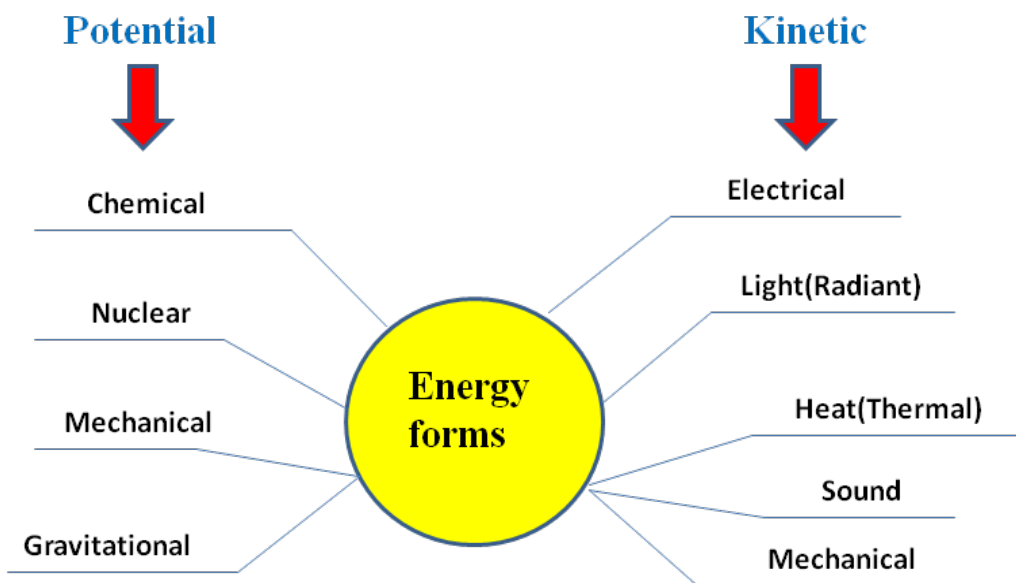 Potential
Kinetic
Chemical
Electrical
Nuclear
Light(Radiant)
Energy
forms
Mechanical
Heat(Thermal)
Sound
Gravitational
Mechanical